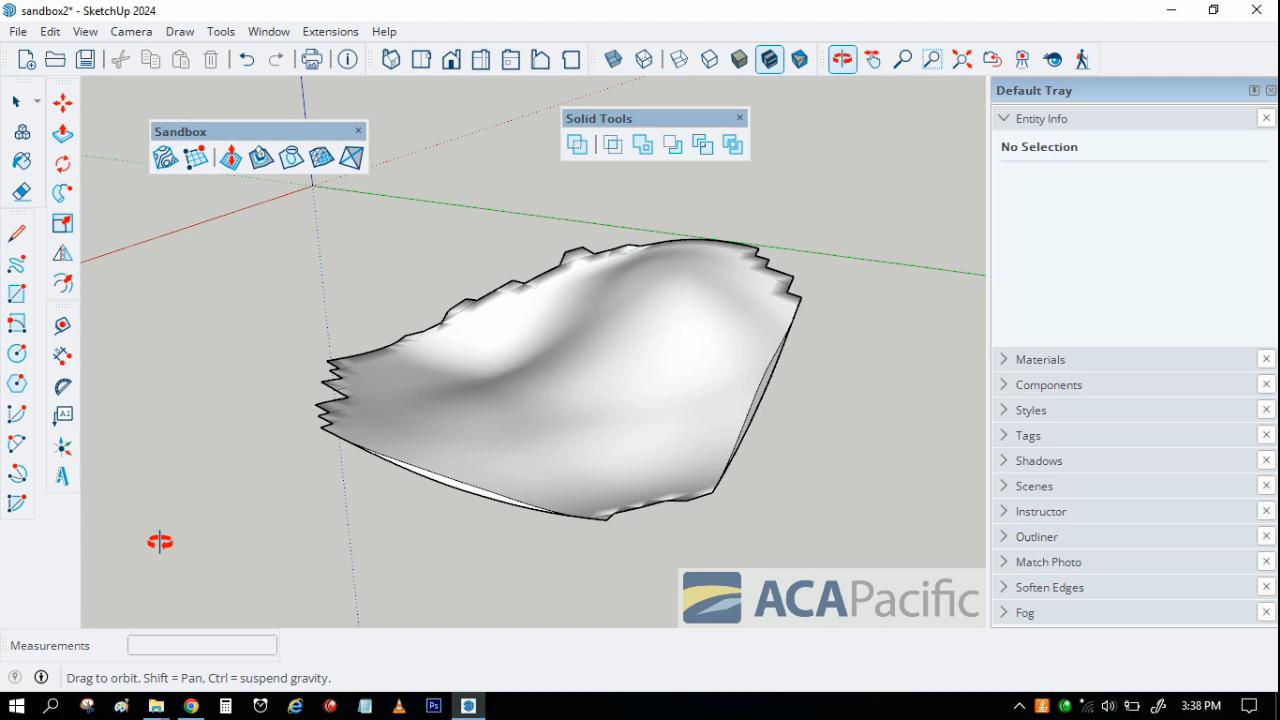 sandbox2* - SketchUp 2024
File Edit View Camera Draw Tools Window Extensions Help
Default Tray
Solid Tools
Entity Info
Sandbox
No Selection
Materials
Components
Styles
A1
Tags
Shadows
Scenes
Instructor
Outliner
Match Photo
Soften Edges
ACAPacific
Fog
Measurements
Drag to orbit. Shift = Pan, Ctrl = suspend gravity.
Ps
3:38 PM